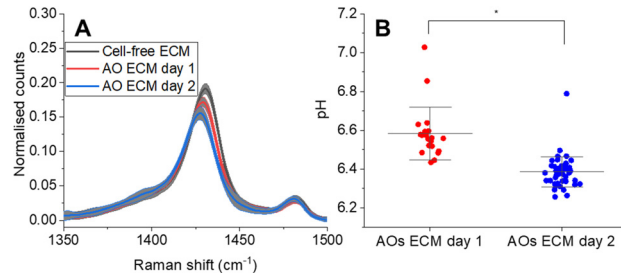 A
Cell-free ECM
AO ECM day 1
AO ECM day 2
Normalised counts
0.30
0.25
0.20
0.15
0.10
0.05
0.00
1350
1400
1450
1500
Raman shift (cm⁻¹)
B
*
pH
7.2
7.0
6.8
6.6
6.4
6.2
AOs ECM day 1
AOs ECM day 2